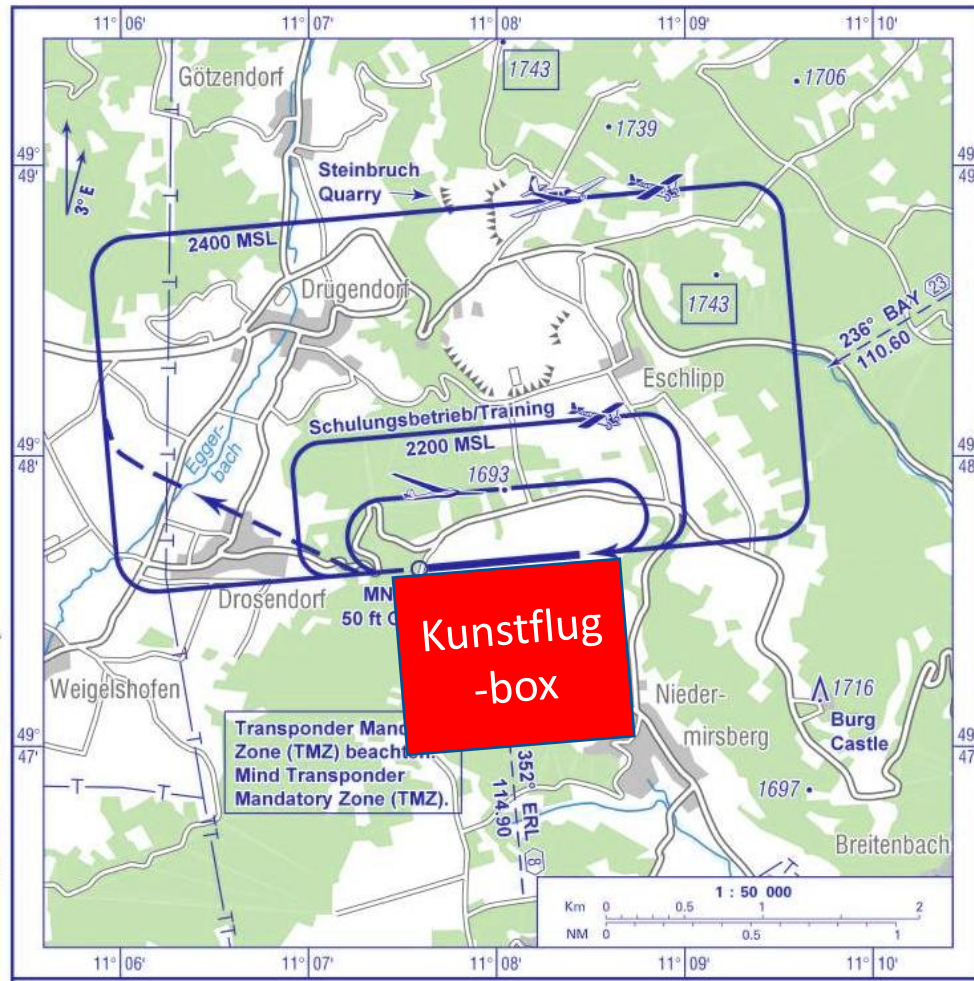 11° 06'
11° 07'
11° 08'
11° 09'
11° 10'
Götzendorf
1743
1706
1739
49°
49'
49
49
3° E
Steinbruch
Quarry
2400 MSL
Drügendorf
1743
236° BAY 23
110.60
Eschlipp
Schulungsbetrieb/Training
2200 MSL
49°
48'
49
48
Egger-
bach
1693
Drosendorf
MN
50 ft
Kunstflug
-box
Weigelshofen
Nieder-
mirsberg
1716
Burg
Castle
Transponder Mand
Zone (TMZ) beachten.
Mind Transponder
Mandatory Zone (TMZ).
49°
47'
49
47
T
T
T
T
T
T
T
T
T
T
352° ERL 8
114.90
1697
Breitenbach
1 : 50 000
Km 0 0.5 1 2
NM 0 0.5 1
11° 06'
11° 07'
11° 08'
11° 09'
11° 10'